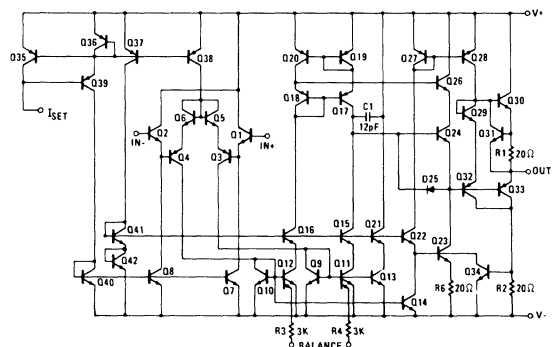 V+
Q36
Q37
Q35
Q38
Q39
ISET
Q20
Q19
Q27
Q28
Q26
Q18
Q17
C1
12pF
Q30
Q29
Q31
R1 20Ω
Q6
Q5
Q2
Q4
Q3
Q1
IN-
IN+
Q24
D25
OUT
Q32
Q33
Q41
Q42
Q16
Q15
Q21
Q22
Q23
Q40
Q8
Q7
Q10
Q12
Q9
Q11
Q13
Q14
R6
20Ω
Q34
R2
20Ω
V-
R3
3K
R4
3K
BALANCE